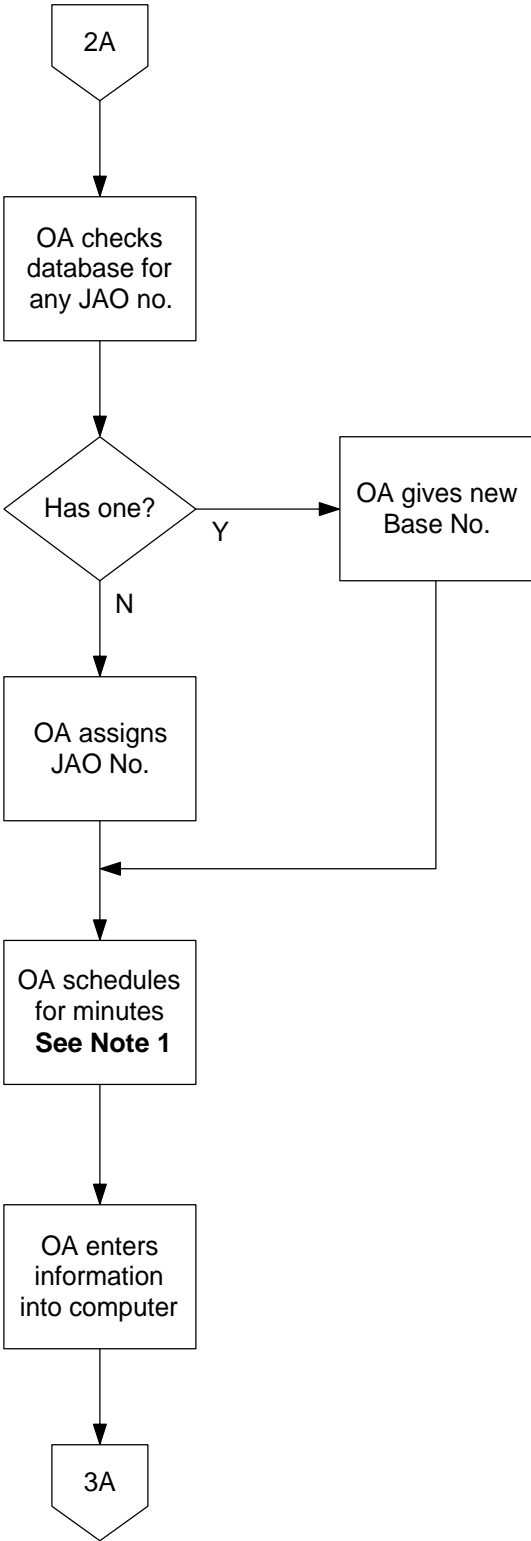 2A
OA checks
database for
any JAO no.
Has one?
Y
OA gives new
Base No.
N
OA assigns
JAO No.
OA schedules
for minutes
See Note 1
OA enters
information
into computer
3A